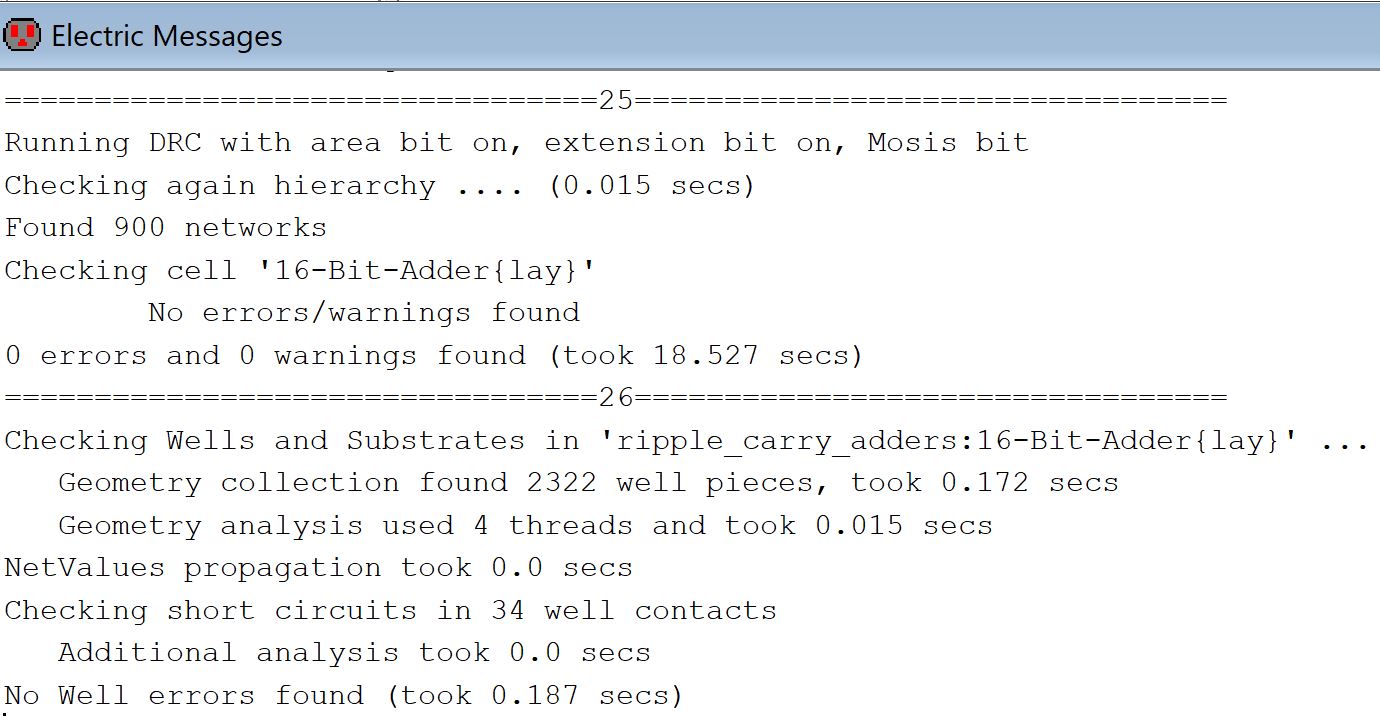 Electric Messages
=================================25=================================
Running DRC with area bit on, extension bit on, Mosis bit
Checking again hierarchy .... (0.015 secs)
Found 900 networks
Checking cell '16-Bit-Adder{lay}'
No errors/warnings found
0 errors and 0 warnings found (took 18.527 secs)
=================================26=================================
Checking Wells and Substrates in 'ripple_carry_adders:16-Bit-Adder{lay}' ...
Geometry collection found 2322 well pieces, took 0.172 secs
Geometry analysis used 4 threads and took 0.015 secs
NetValues propagation took 0.0 secs
Checking short circuits in 34 well contacts
Additional analysis took 0.0 secs
No Well errors found (took 0.187 secs)